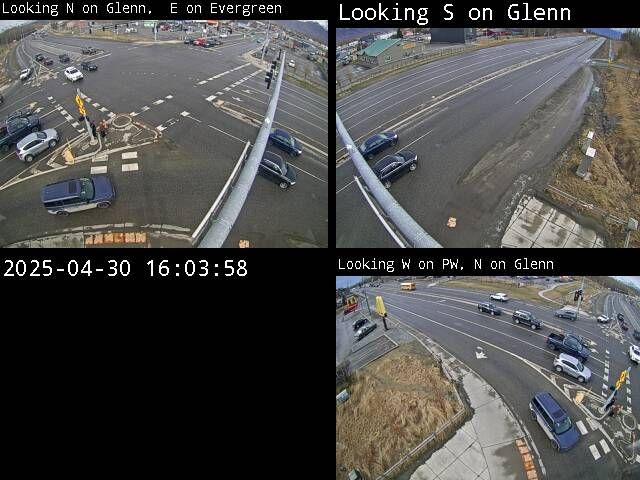 Looking N on Glenn,  E on Evergreen
Looking S on Glenn
2025-04-30 16:03:58
Looking W on PW, N on Glenn